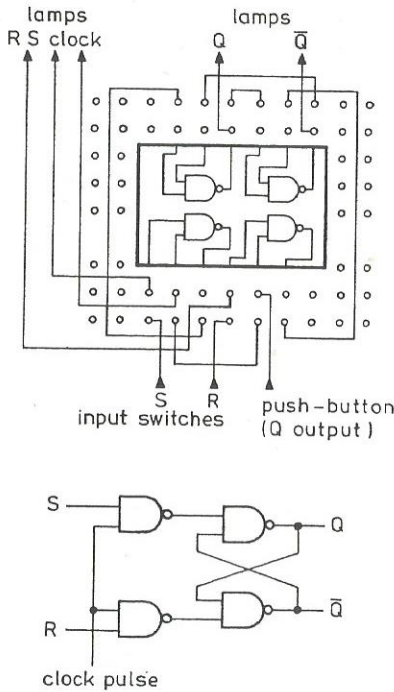 lamps lamps
R S clock Q Q̅
S R
input switches push-button
(Q output)
S Q
R Q̅
clock pulse